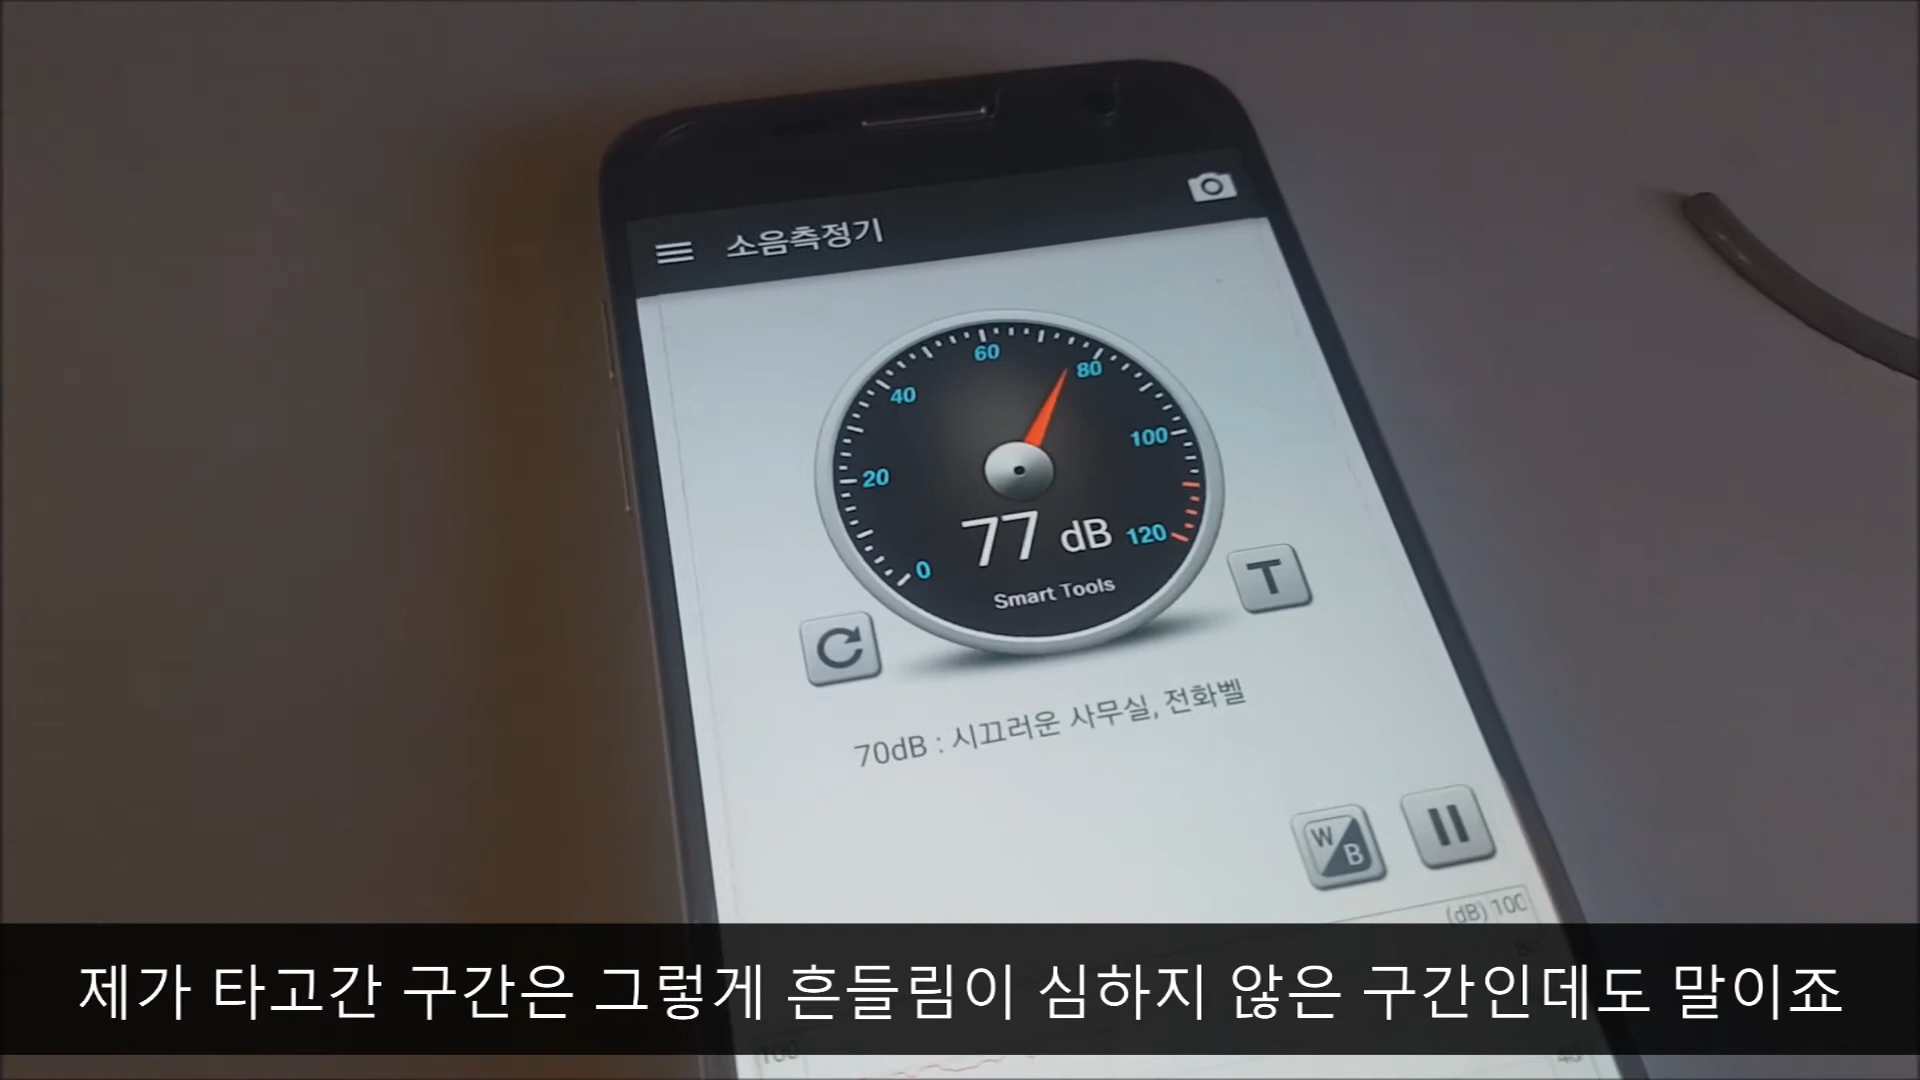 소음측정기
60
80
40
100
20
77 dB
120
0
Smart Tools
T
70dB : 시끄러운 사무실, 전화벨
W
B
(dB) 100
제가 타고간 구간은 그렇게 흔들림이 심하지 않은 구간인데도 말이죠
100